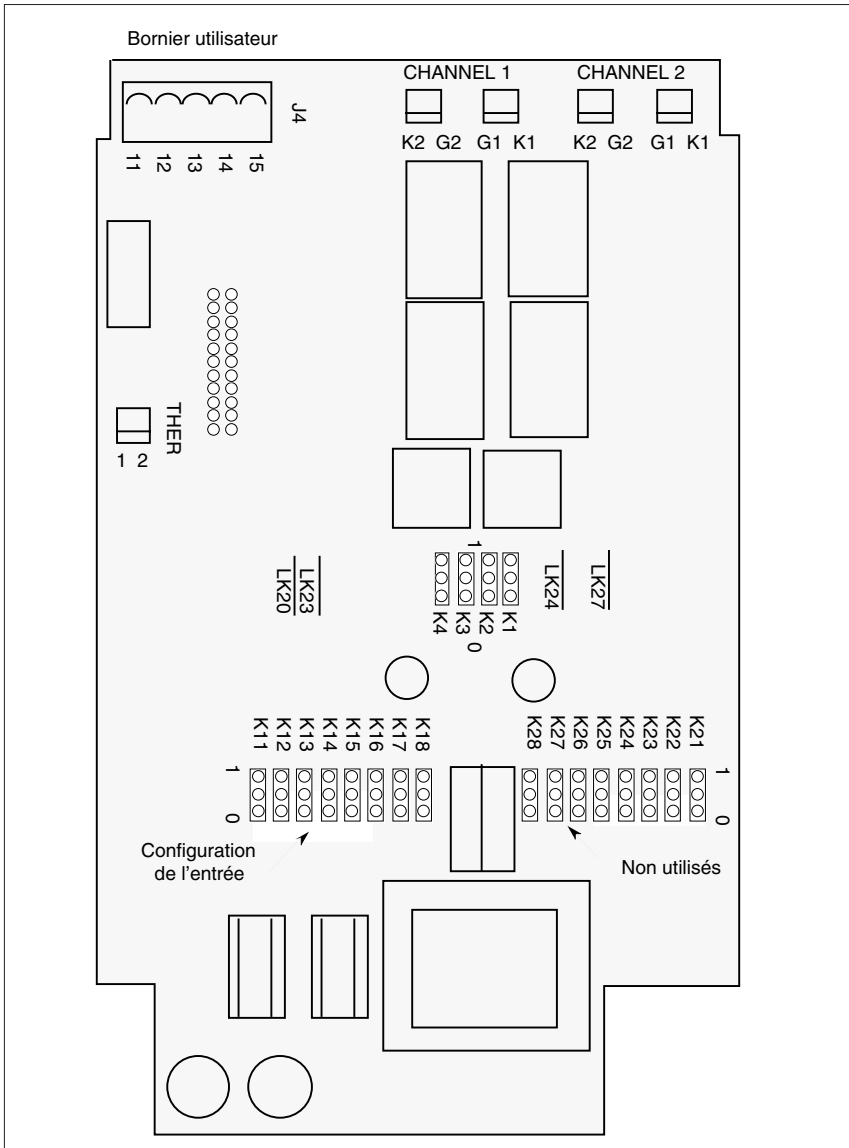 Bornier utilisateur
CHANNEL 1
CHANNEL 2
J4
K2 G2 G1 K1
K2 G2 G1 K1
11 12 13 14 15
THER
1 2
1
LK20
LK23
LK24
LK27
K4 K3 K2 K1
0
K11 K12 K13 K14 K15 K16 K17 K18
K28 K27 K26 K25 K24 K23 K22 K21
1
0
1
0
Configuration
de l'entrée
Non utilisés